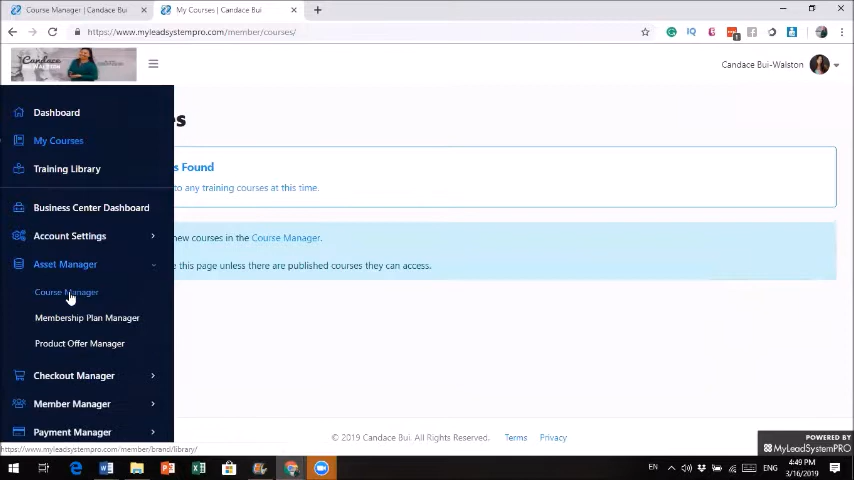 Course Manager | Candace Bui
My Courses | Candace Bui
https://www.myleadsystempro.com/member/courses/
Candace
BUI-WALSTON
Candace Bui-Walston
Dashboard
My Courses
Training Library
Business Center Dashboard
Account Settings
Asset Manager
Course Manager
Membership Plan Manager
Product Offer Manager
Checkout Manager
Member Manager
Payment Manager
s Found
to any training courses at this time.
new courses in the Course Manager.
this page unless there are published courses they can access.
© 2019 Candace Bui. All Rights Reserved. Terms Privacy
POWERED BY
MyLeadSystemPRO
https://www.myleadsystempro.com/member/brand/library/
EN
ENG
4:49 PM
3/16/2019